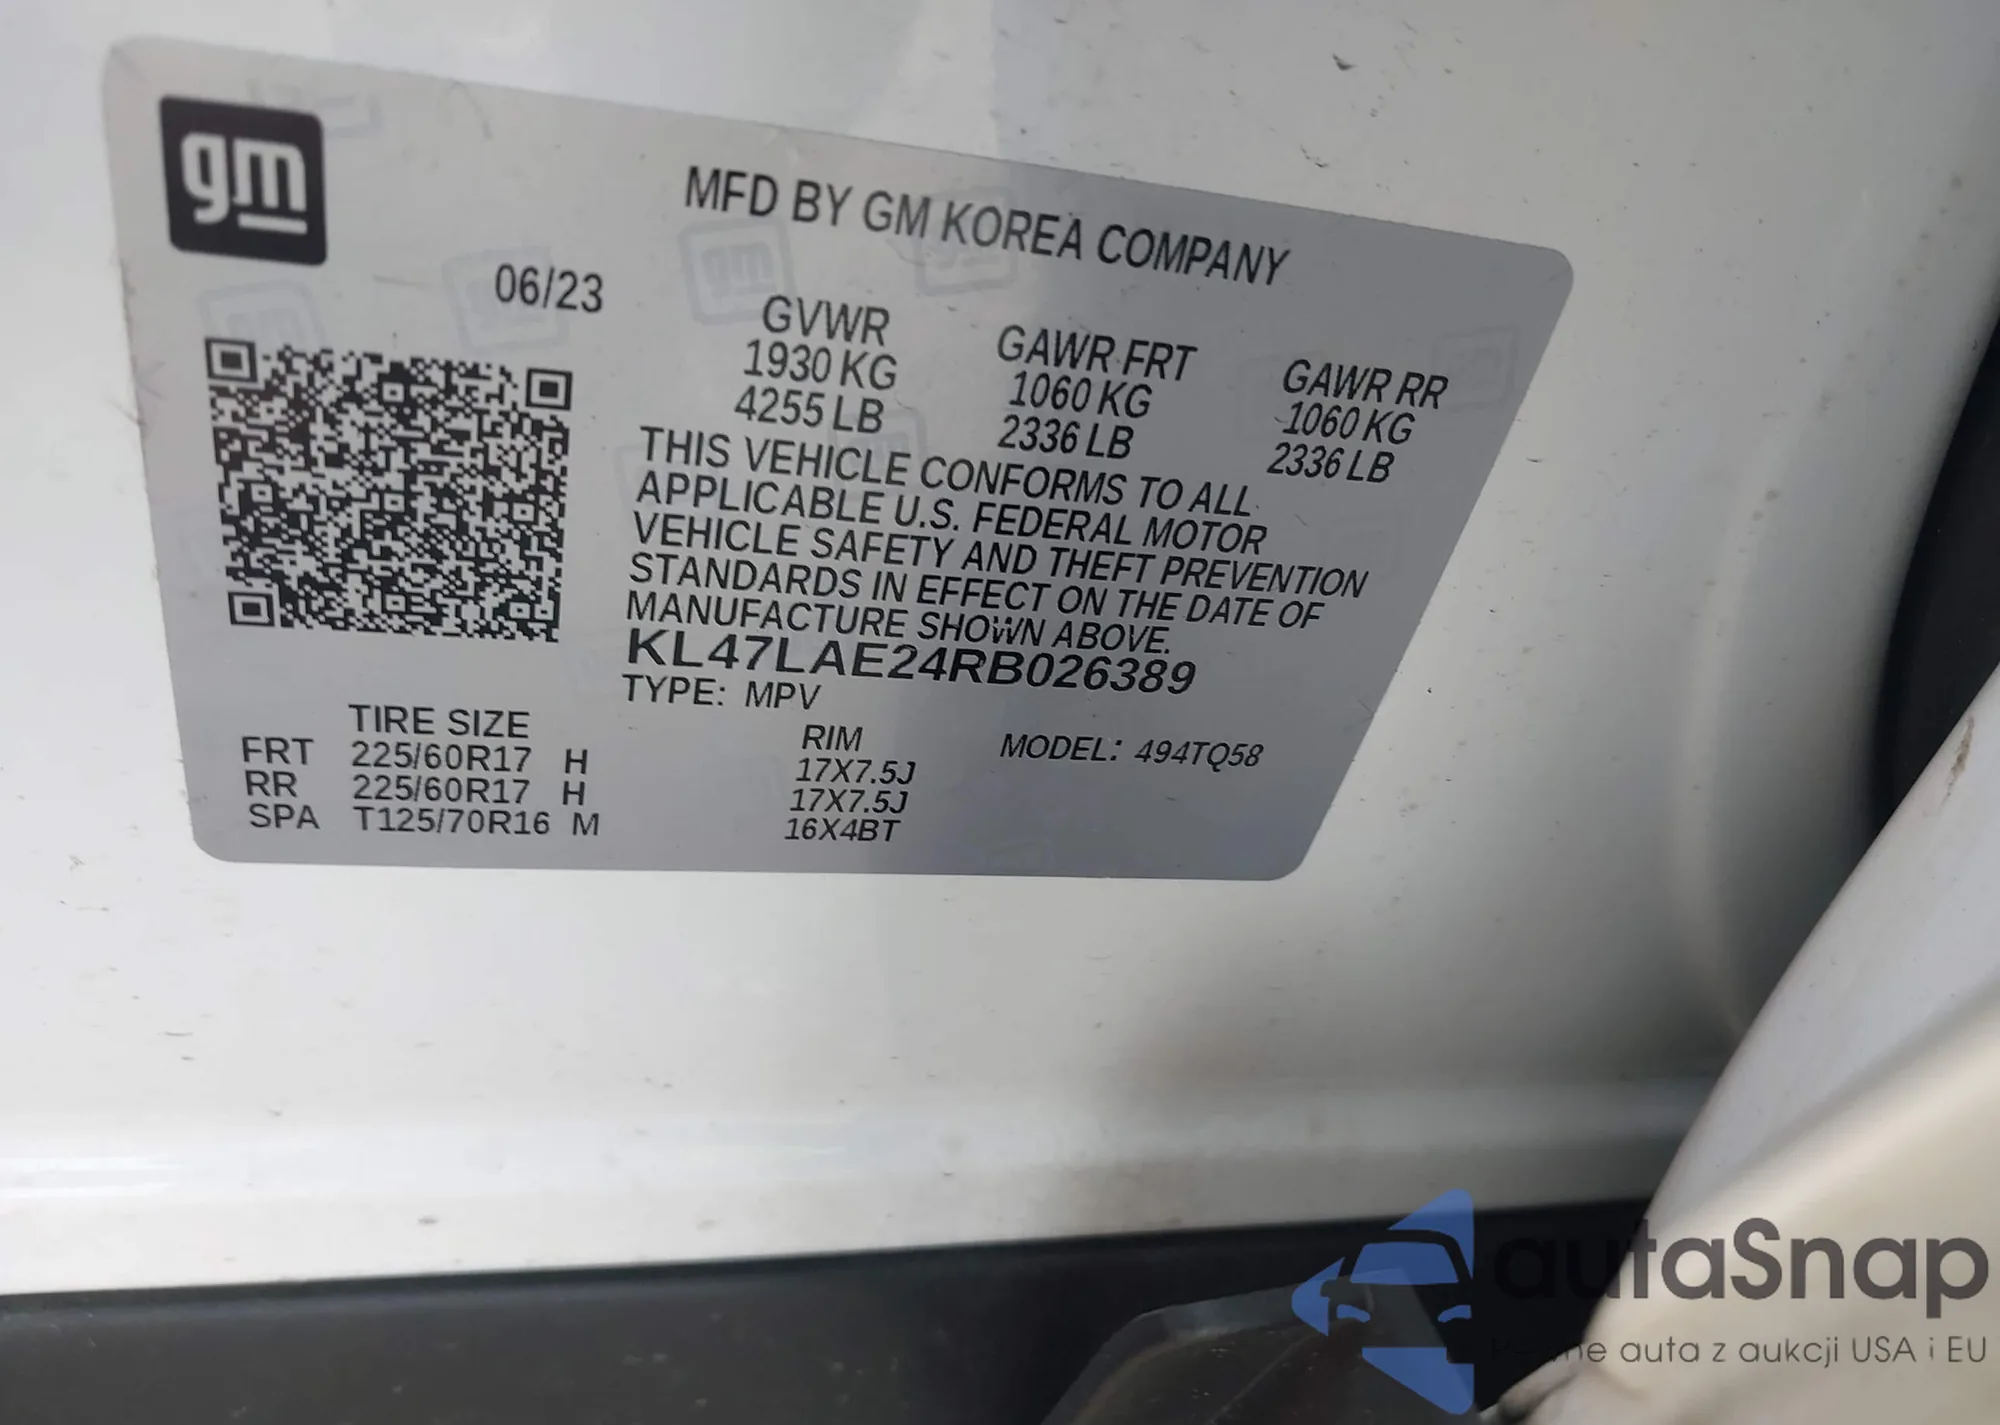 gm
MFD BY GM KOREA COMPANY
06/23
GVWR GAWR FRT GAWR RR
1930 KG 1060 KG 1060 KG
4255 LB 2336 LB 2336 LB
THIS VEHICLE CONFORMS TO ALL
APPLICABLE U.S. FEDERAL MOTOR
VEHICLE SAFETY AND THEFT PREVENTION
STANDARDS IN EFFECT ON THE DATE OF
MANUFACTURE SHOWN ABOVE.
KL47LAE24RB026389
TYPE: MPV
TIRE SIZE RIM MODEL: 494TQ58
FRT 225/60R17 H 17X7.5J
RR 225/60R17 H 17X7.5J
SPA T125/70R16 M 16X4BT
autaSnap
auta z aukcji USA i EU